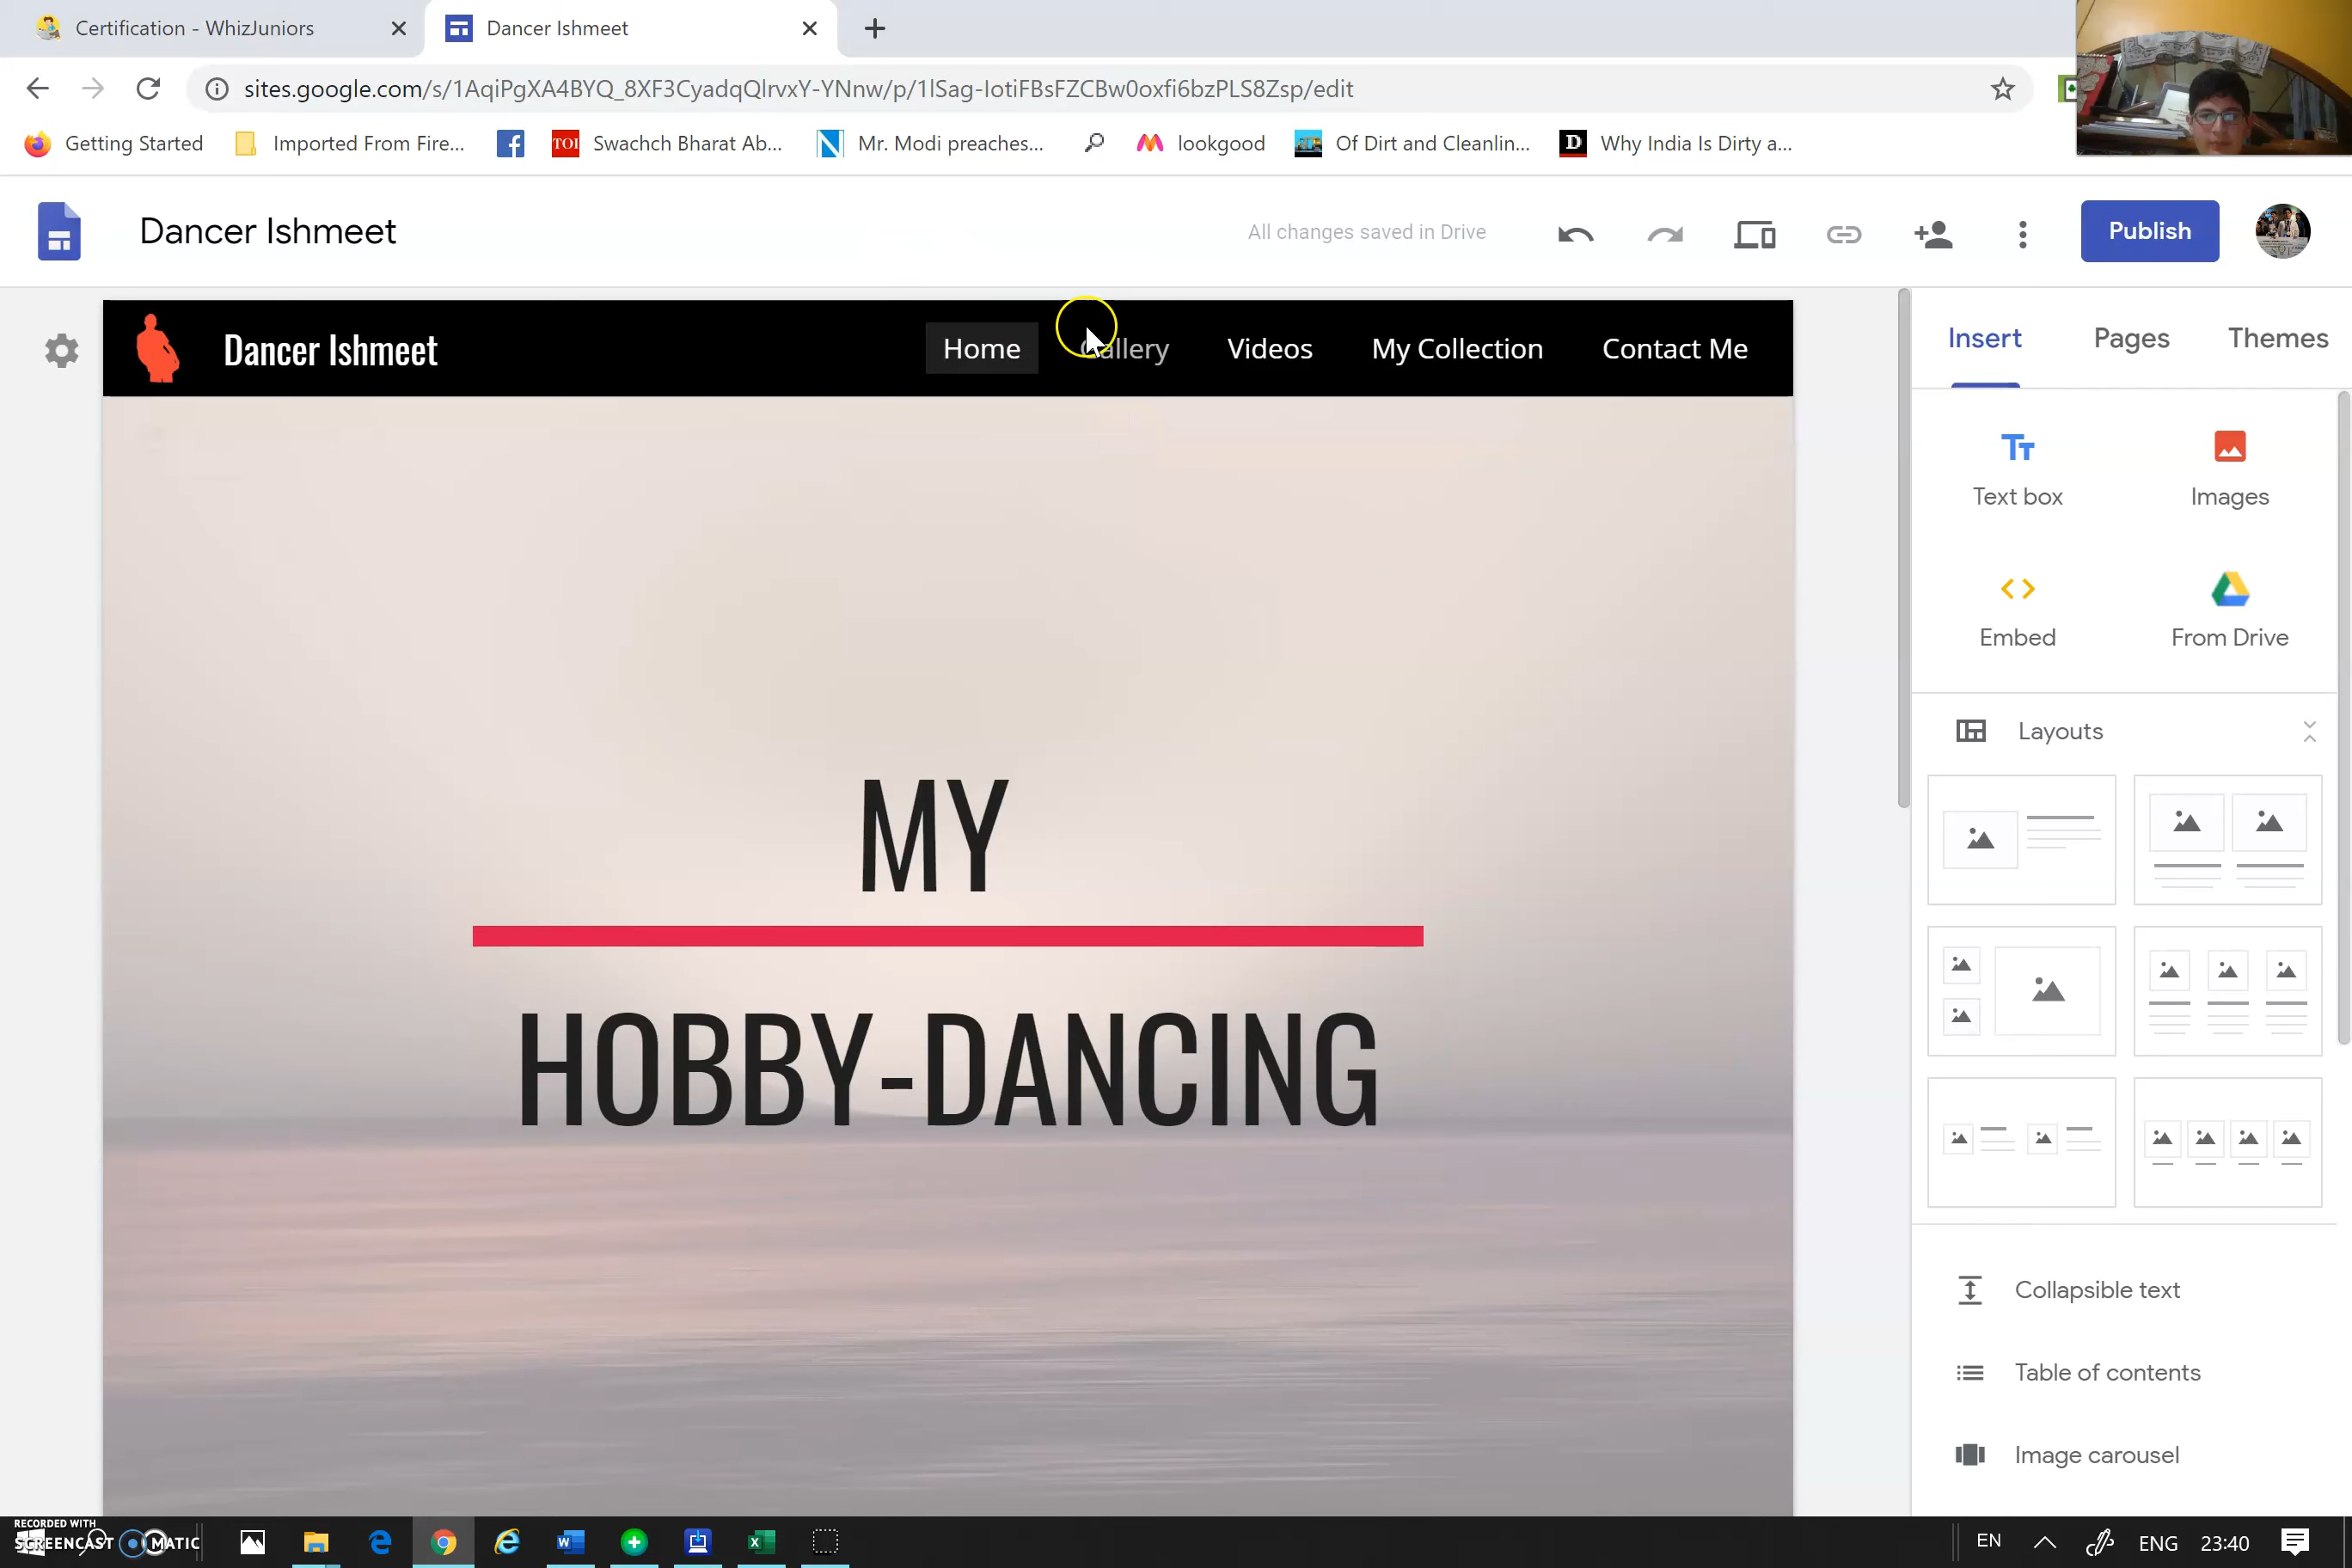 Certification - WhizJuniors
Dancer Ishmeet
sites.google.com/s/1AqiPgXA4BYQ_8XF3CyadqQlrvxY-YNnw/p/1lSag-IotiFBsFZCBw0oxfi6bzPLS8Zsp/edit
Getting Started
Imported From Fire...
TOI
Swachch Bharat Ab...
Mr. Modi preaches...
lookgood
Of Dirt and Cleanlin...
D
Why India Is Dirty a...
Dancer Ishmeet
All changes saved in Drive
Publish
Dancer Ishmeet
Home
Gallery
Videos
My Collection
Contact Me
Insert
Pages
Themes
Text box
Images
Embed
From Drive
Layouts
MY
HOBBY-DANCING
Collapsible text
Table of contents
Image carousel
RECORDED WITH
SCREENCAST MATIC
EN
ENG
23:40